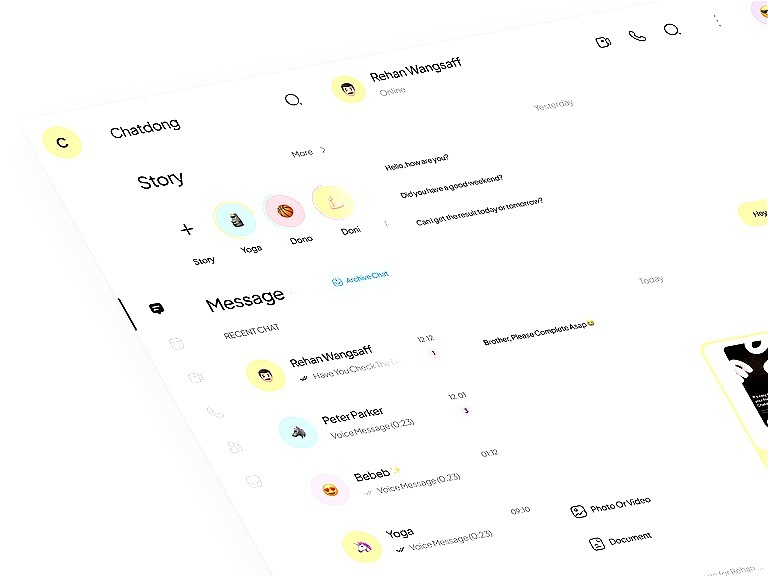 C
Chatdong
Story
More
Story
Yoga
Dono
Doni
Message
Archive Chat
RECENT CHAT
Rehan Wangsaff
12.12
Have You Check The
1
Peter Parker
12.01
Voice Message (0:23)
3
Bebeb✨
01:12
Voice Message (0:23)
Yoga
09.10
Voice Message (0:23)
Rehan Wangsaff
Online
Yesterday
Hello, how are you?
Did you have a good weekend?
Can i get the result today or tomorrow?
Hey
Today
Brother, Please Complete Asap😂
Photo Or Video
Document
for Rehan...